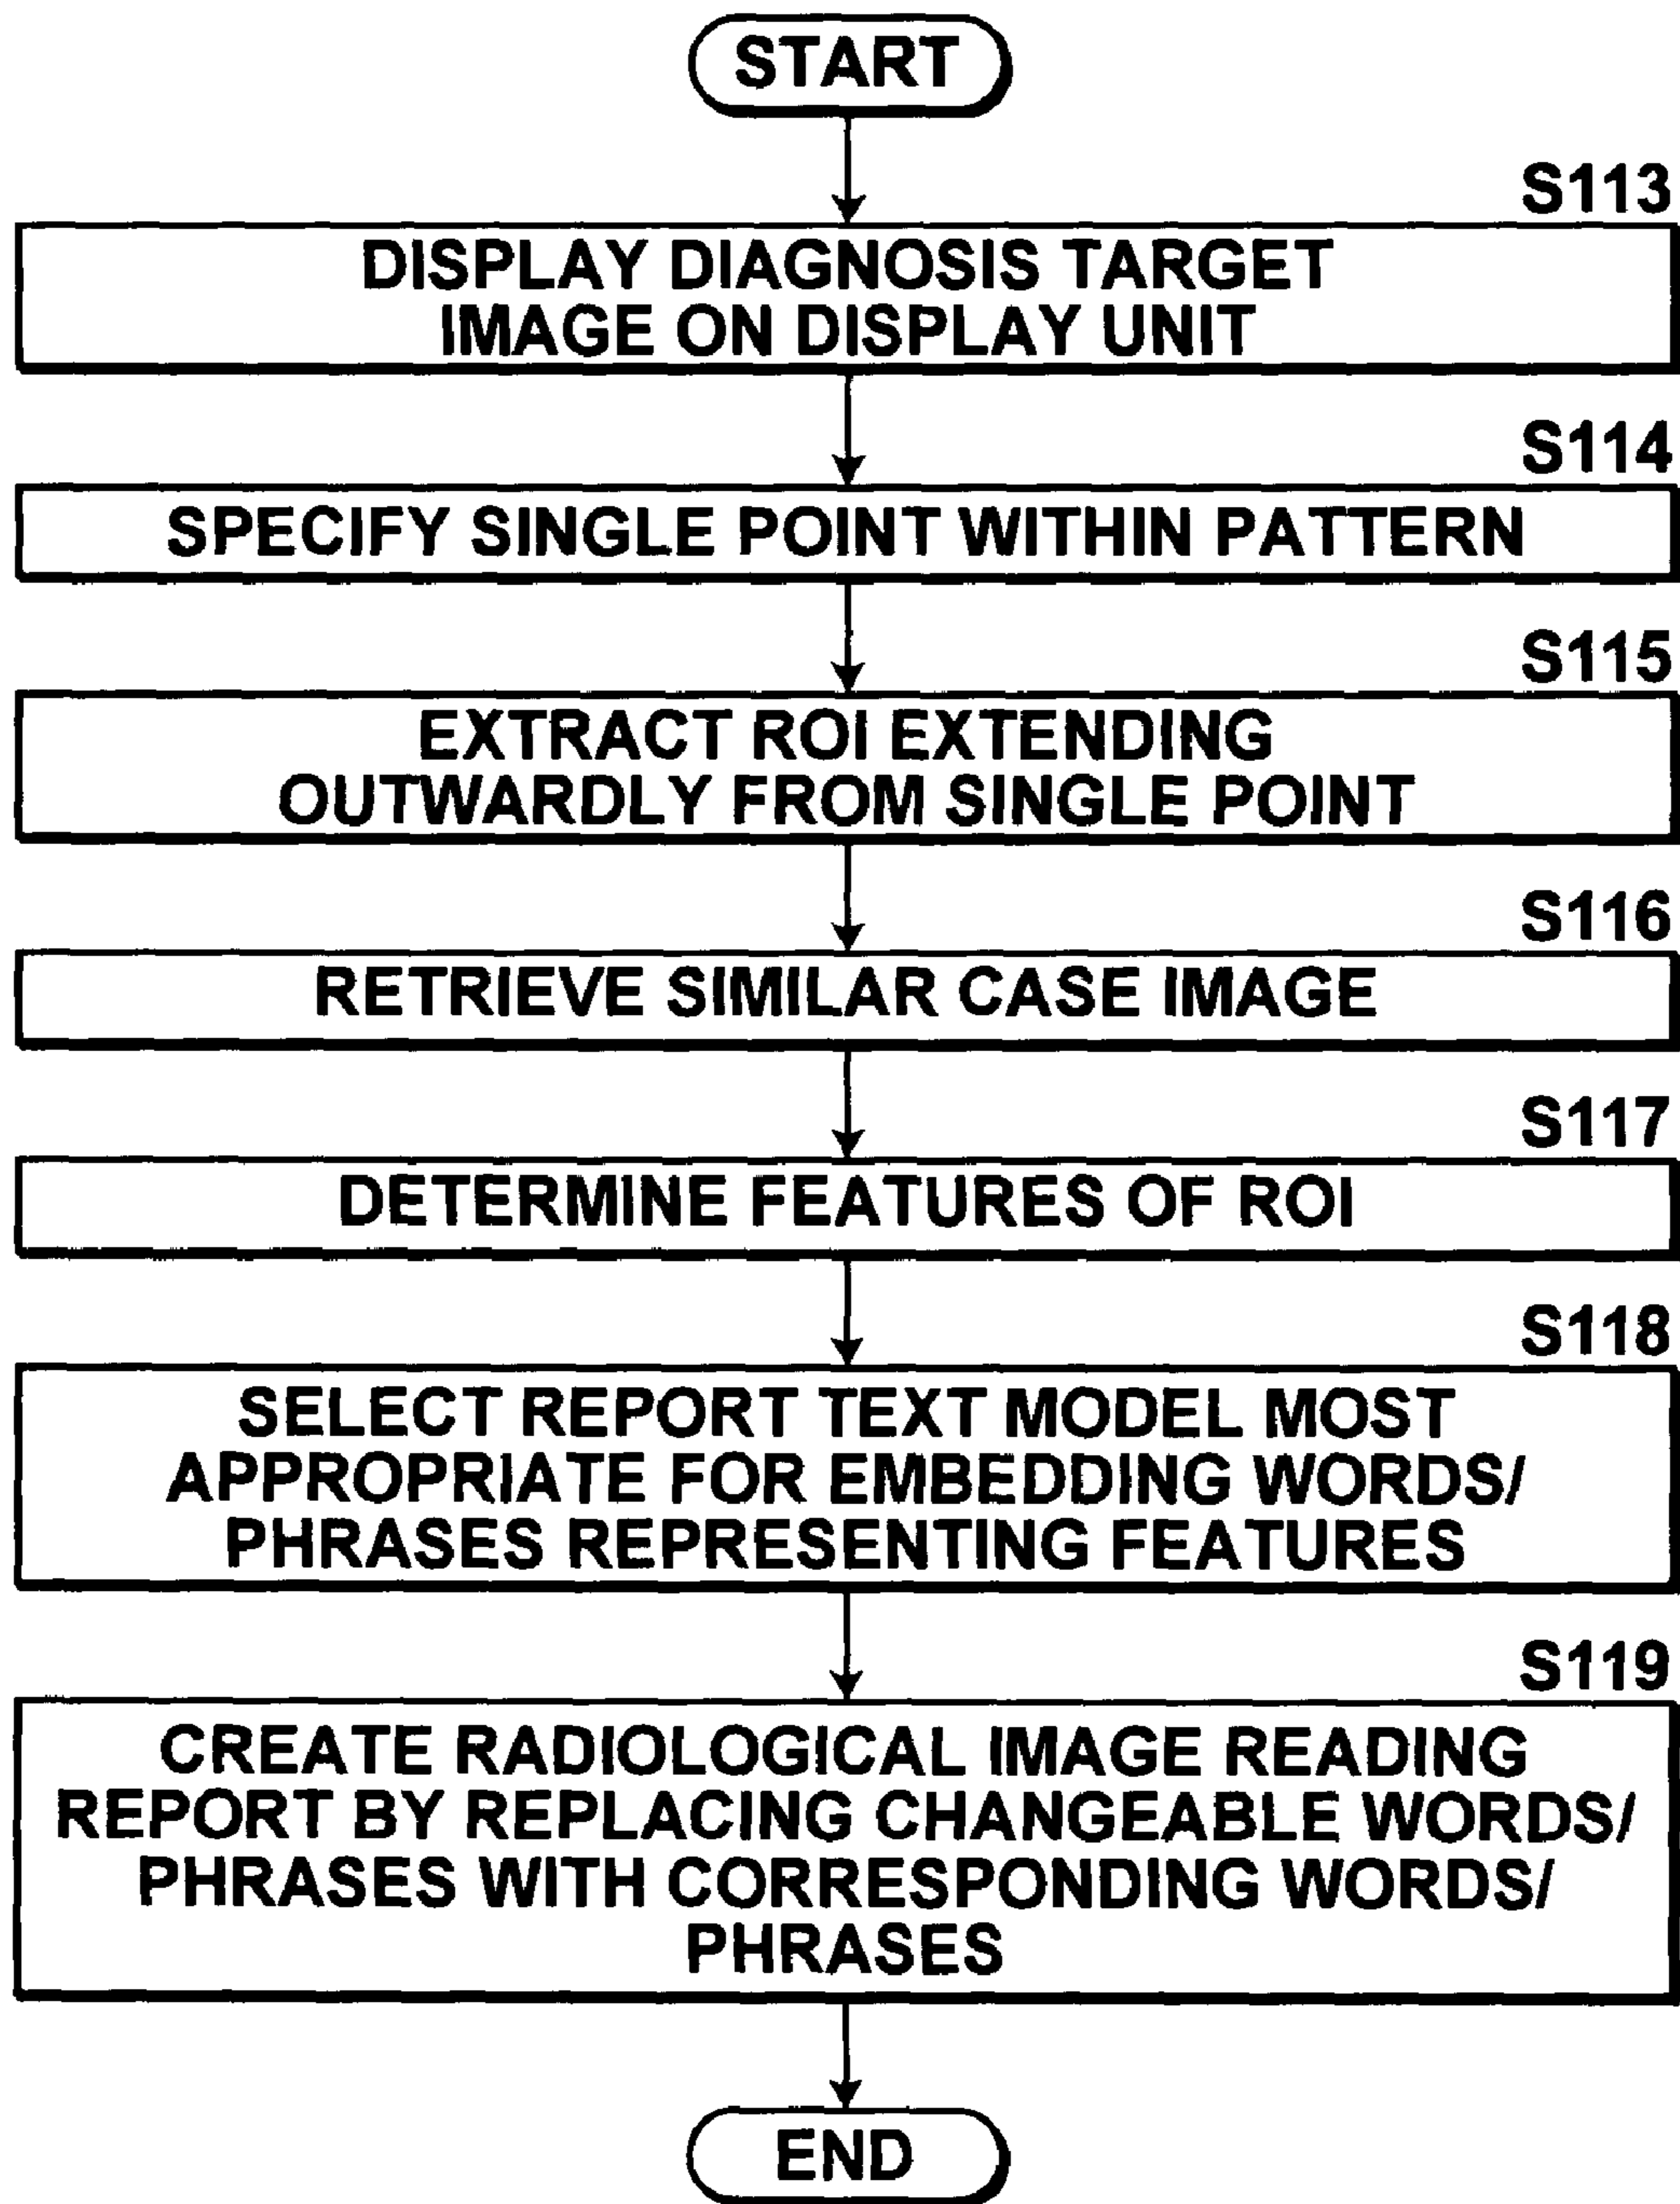 START
S113
DISPLAY DIAGNOSIS TARGET
IMAGE ON DISPLAY UNIT
S114
SPECIFY SINGLE POINT WITHIN PATTERN
S115
EXTRACT ROI EXTENDING
OUTWARDLY FROM SINGLE POINT
S116
RETRIEVE SIMILAR CASE IMAGE
S117
DETERMINE FEATURES OF ROI
S118
SELECT REPORT TEXT MODEL MOST
APPROPRIATE FOR EMBEDDING WORDS/
PHRASES REPRESENTING FEATURES
S119
CREATE RADIOLOGICAL IMAGE READING
REPORT BY REPLACING CHANGEABLE WORDS/
PHRASES WITH CORRESPONDING WORDS/
PHRASES
END